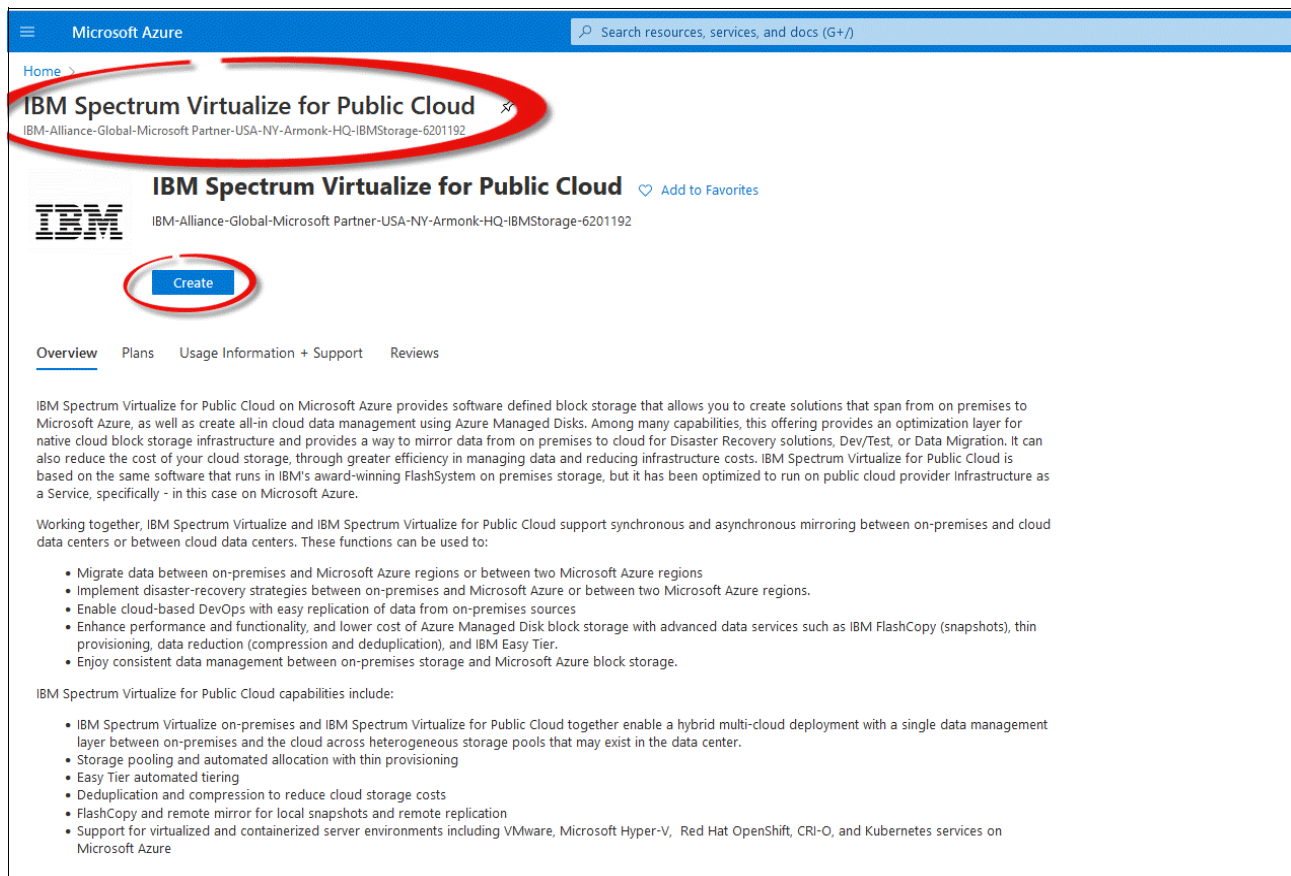 Microsoft Azure
Search resources, services, and docs (G+/)
Home >
IBM Spectrum Virtualize for Public Cloud
IBM-Alliance-Global-Microsoft Partner-USA-NY-Armonk-HQ-IBMStorage-6201192
IBM
IBM Spectrum Virtualize for Public Cloud
Add to Favorites
IBM-Alliance-Global-Microsoft Partner-USA-NY-Armonk-HQ-IBMStorage-6201192
Create
Overview Plans Usage Information + Support Reviews
IBM Spectrum Virtualize for Public Cloud on Microsoft Azure provides software defined block storage that allows you to create solutions that span from on premises to
Microsoft Azure, as well as create all-in cloud data management using Azure Managed Disks. Among many capabilities, this offering provides an optimization layer for
native cloud block storage infrastructure and provides a way to mirror data from on premises to cloud for Disaster Recovery solutions, Dev/Test, or Data Migration. It can
also reduce the cost of your cloud storage, through greater efficiency in managing data and reducing infrastructure costs. IBM Spectrum Virtualize for Public Cloud is
based on the same software that runs in IBM's award-winning FlashSystem on premises storage, but it has been optimized to run on public cloud provider Infrastructure as
a Service, specifically - in this case on Microsoft Azure.
Working together, IBM Spectrum Virtualize and IBM Spectrum Virtualize for Public Cloud support synchronous and asynchronous mirroring between on-premises and cloud
data centers or between cloud data centers. These functions can be used to:
• Migrate data between on-premises and Microsoft Azure regions or between two Microsoft Azure regions
• Implement disaster-recovery strategies between on-premises and Microsoft Azure or between two Microsoft Azure regions.
• Enable cloud-based DevOps with easy replication of data from on-premises sources
• Enhance performance and functionality, and lower cost of Azure Managed Disk block storage with advanced data services such as IBM FlashCopy (snapshots), thin
provisioning, data reduction (compression and deduplication), and IBM Easy Tier.
• Enjoy consistent data management between on-premises storage and Microsoft Azure block storage.
IBM Spectrum Virtualize for Public Cloud capabilities include:
• IBM Spectrum Virtualize on-premises and IBM Spectrum Virtualize for Public Cloud together enable a hybrid multi-cloud deployment with a single data management
layer between on-premises and the cloud across heterogeneous storage pools that may exist in the data center.
• Storage pooling and automated allocation with thin provisioning
• Easy Tier automated tiering
• Deduplication and compression to reduce cloud storage costs
• FlashCopy and remote mirror for local snapshots and remote replication
• Support for virtualized and containerized server environments including VMware, Microsoft Hyper-V, Red Hat OpenShift, CRI-O, and Kubernetes services on
Microsoft Azure